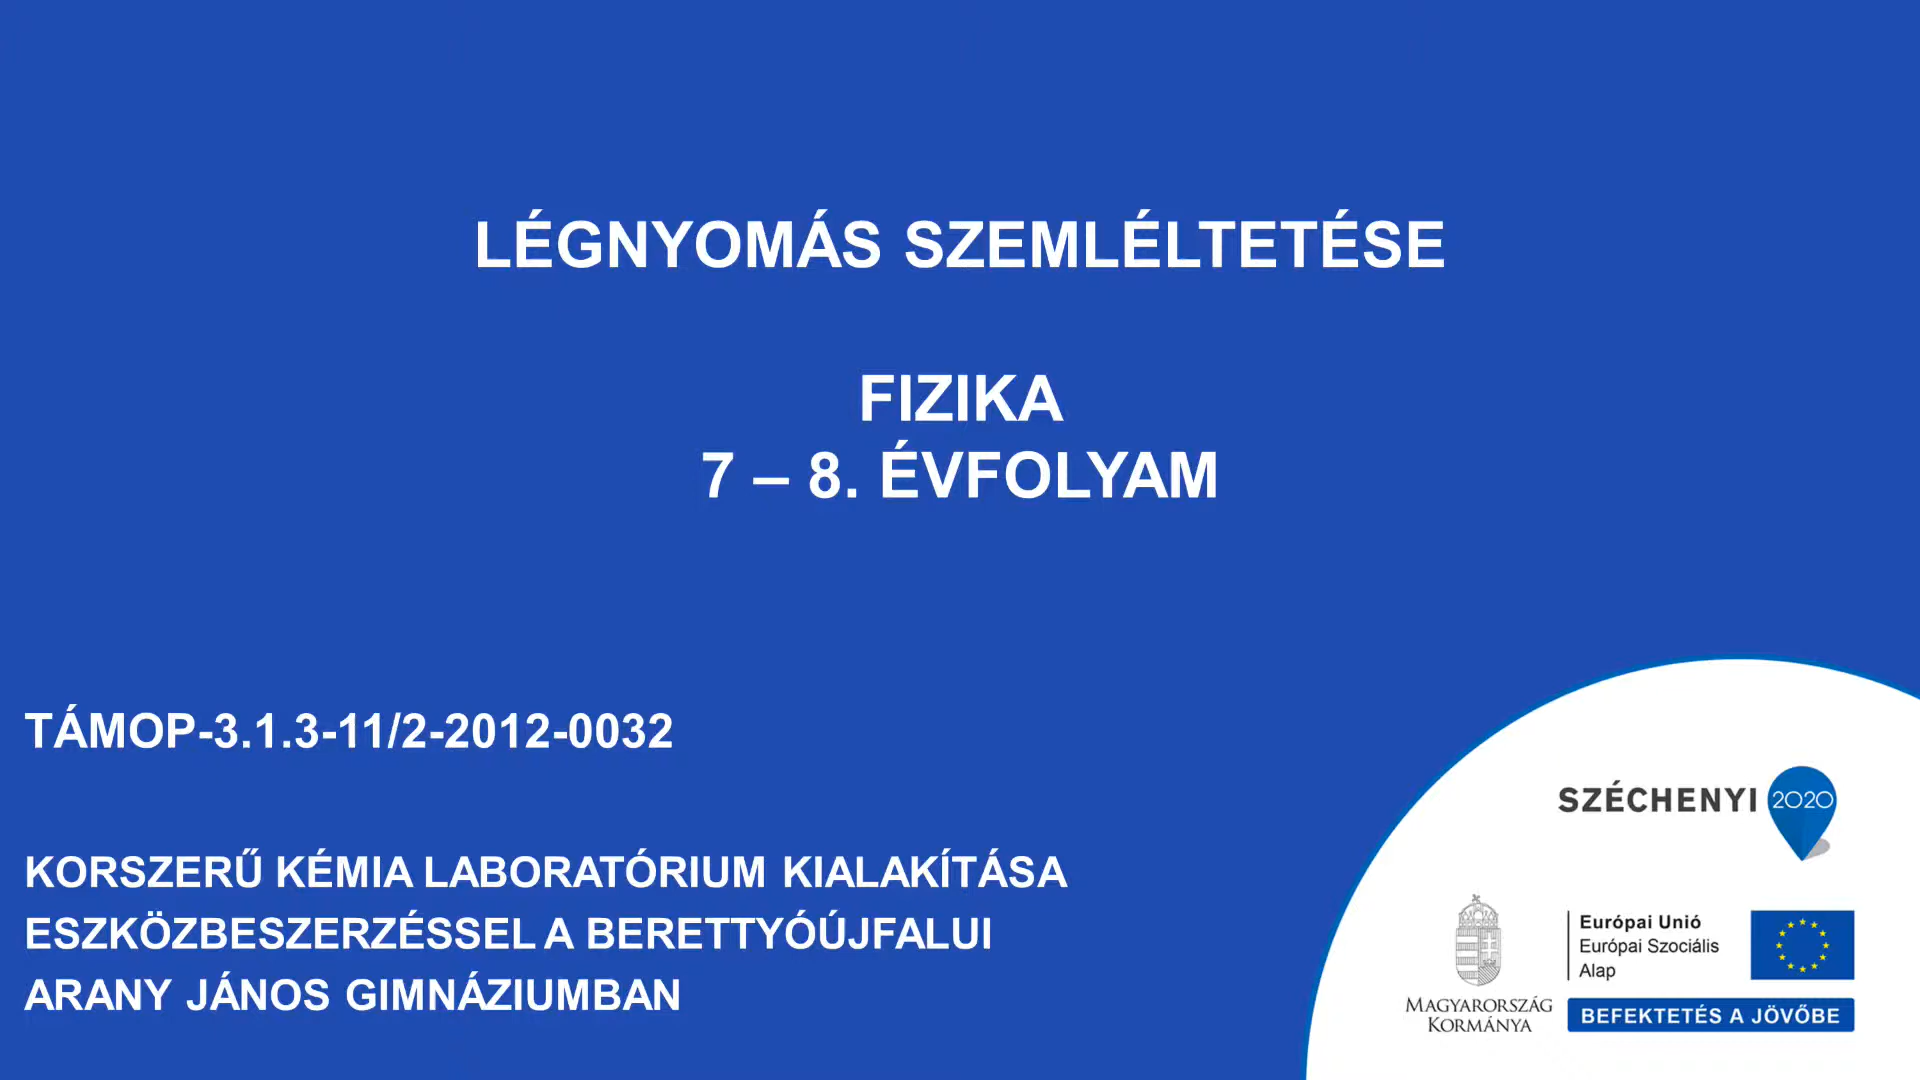 LÉGNYOMÁS SZEMLÉLTETÉSE
FIZIKA
7 – 8. ÉVFOLYAM
TÁMOP-3.1.3-11/2-2012-0032
KORSZERŰ KÉMIA LABORATÓRIUM KIALAKÍTÁSA
ESZKÖZBESZERZÉSSEL A BERETTYÓÚJFALUI
ARANY JÁNOS GIMNÁZIUMBAN
SZÉCHENYI 2020
MAGYARORSZÁG
KORMÁNYA
Európai Unió
Európai Szociális
Alap
BEFEKTETÉS A JÖVŐBE